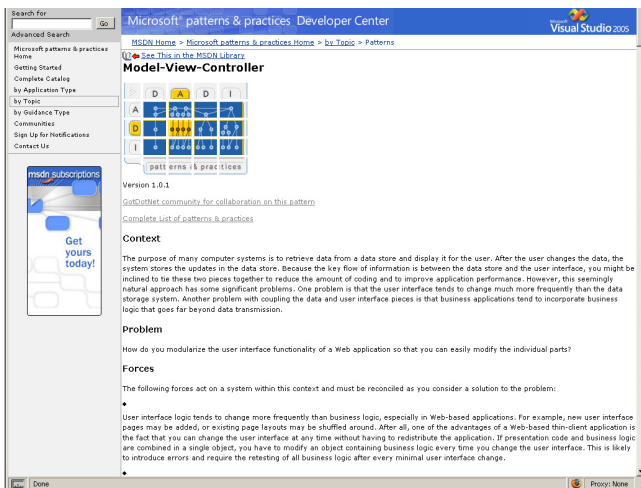 Search for
Go
Advanced Search
Microsoft patterns & practices
Home
Getting Started
Complete Catalog
by Application Type
by Topic
by Guidance Type
Communities
Sign Up for Notifications
Contact Us
msdn subscriptions
Get
yours
today!
Microsoft® patterns & practices Developer Center
Microsoft
Visual Studio 2005
MSDN Home > Microsoft patterns & practices Home > by Topic > Patterns
See This in the MSDN Library
Model-View-Controller
D A D I
A
D
I
patterns & practices
Version 1.0.1
GotDotNet community for collaboration on this pattern
Complete List of patterns & practices
Context
The purpose of many computer systems is to retrieve data from a data store and display it for the user. After the user changes the data, the
system stores the updates in the data store. Because the key flow of information is between the data store and the user interface, you might be
inclined to tie these two pieces together to reduce the amount of coding and to improve application performance. However, this seemingly
natural approach has some significant problems. One problem is that the user interface tends to change much more frequently than the data
storage system. Another problem with coupling the data and user interface pieces is that business applications tend to incorporate business
logic that goes far beyond data transmission.
Problem
How do you modularize the user interface functionality of a Web application so that you can easily modify the individual parts?
Forces
The following forces act on a system within this context and must be reconciled as you consider a solution to the problem:
User interface logic tends to change more frequently than business logic, especially in Web-based applications. For example, new user interface
pages may be added, or existing page layouts may be shuffled around. After all, one of the advantages of a Web-based thin-client application is
the fact that you can change the user interface at any time without having to redistribute the application. If presentation code and business logic
are combined in a single object, you have to modify an object containing business logic every time you change the user interface. This is likely
to introduce errors and require the retesting of all business logic after every minimal user interface change.
Done
Proxy: None